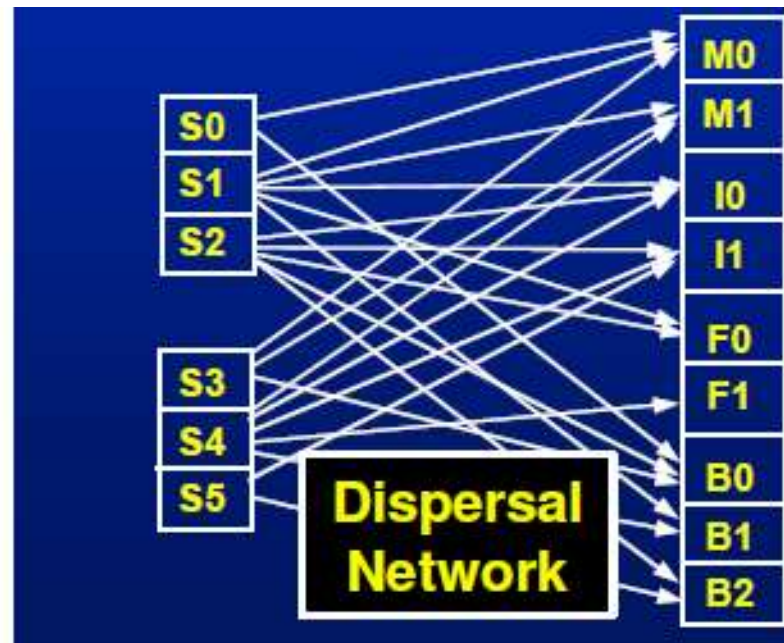 S0
S1
S2
S3
S4
S5
Dispersal
Network
M0
M1
I0
I1
F0
F1
B0
B1
B2